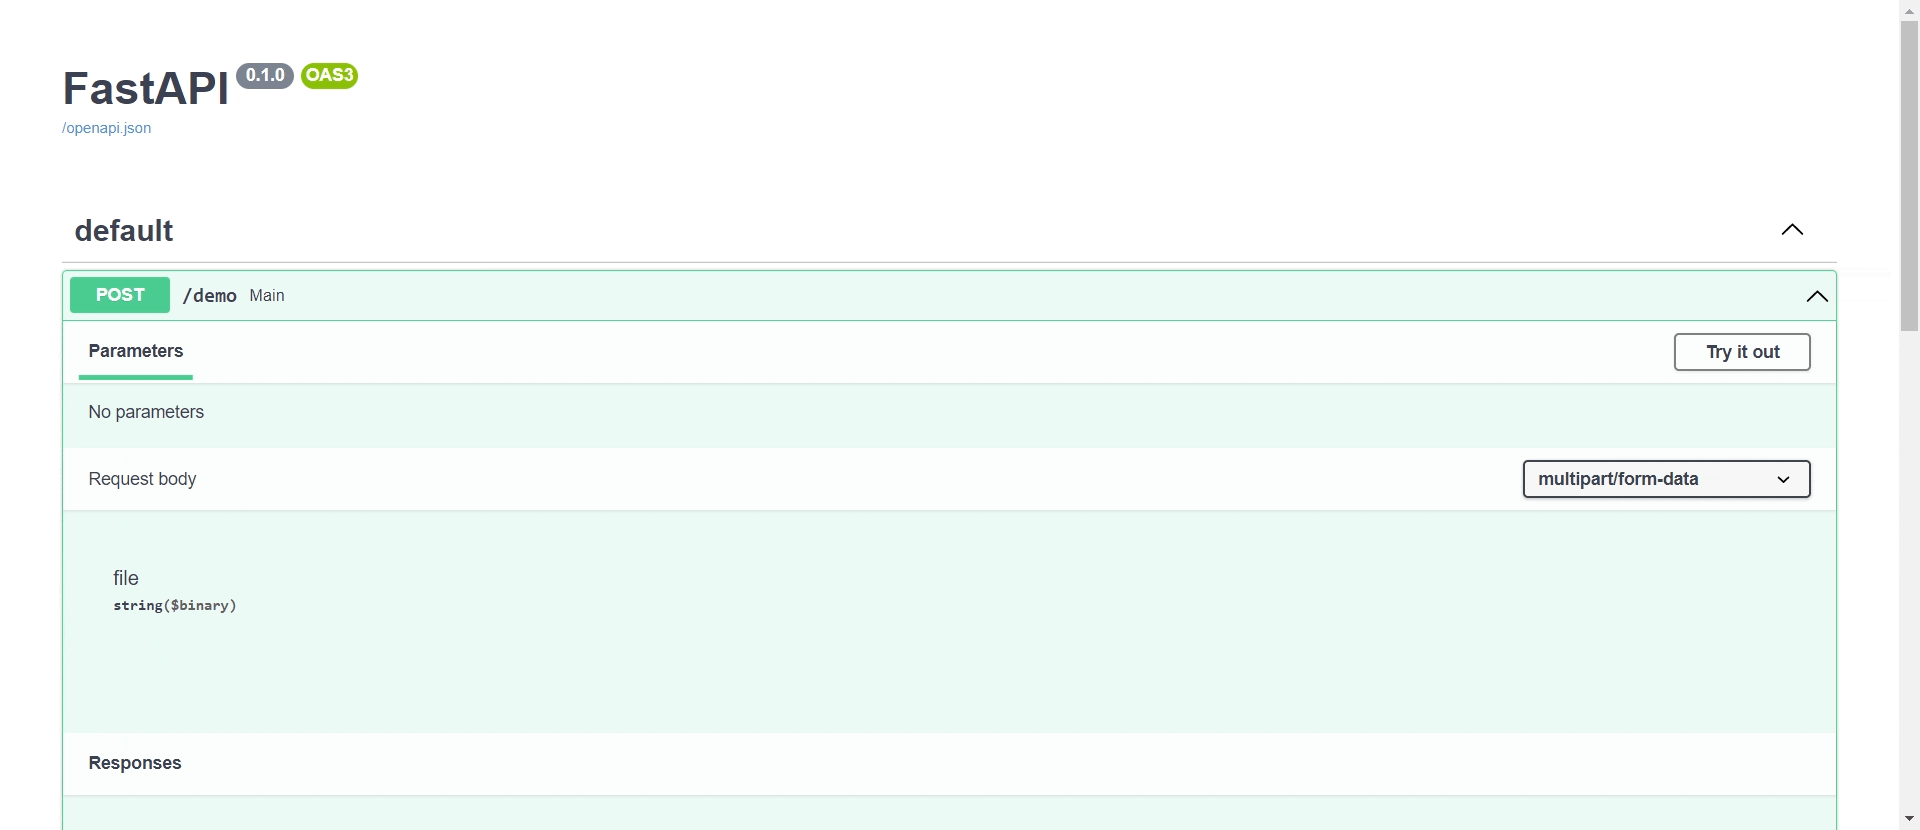 FastAPI 0.1.0 OAS3
/openapi.json
default
POST /demo Main
Parameters
Try it out
No parameters
Request body
multipart/form-data
file
string($binary)
Responses